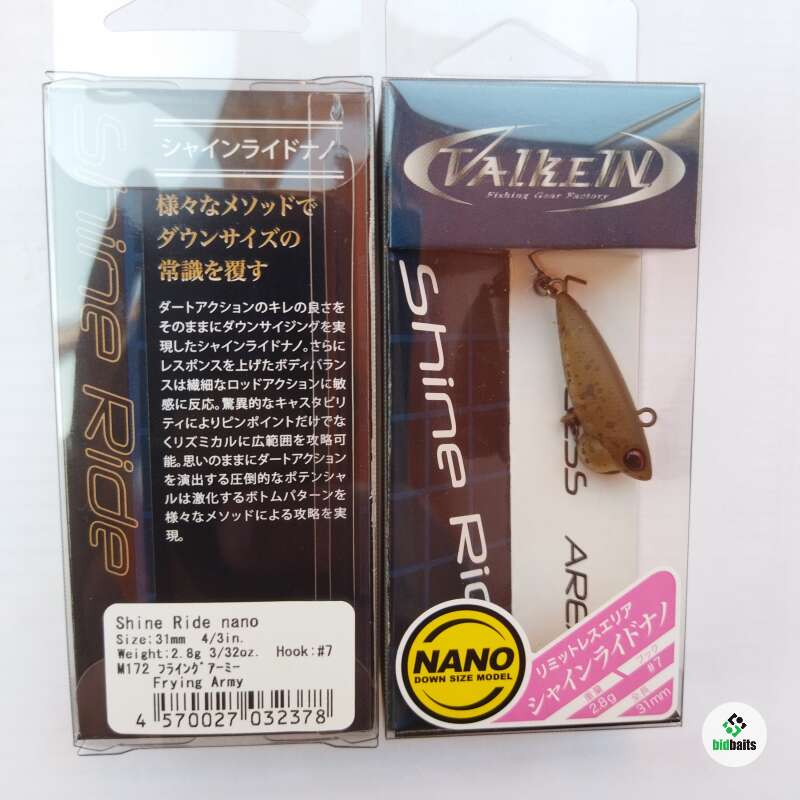 Shine Ride
シャインライドナノ
様々なメソッドで
ダウンサイズの
常識を覆す
ダートアクションのキレの良さを
そのままにダウンサイジングを実
現したシャインライドナノ。さらに
レスポンスを上げたボディバラン
スは繊細なロッドアクションに敏
感に反応。驚異的なキャスタビリ
ティによりピンポイントだけでな
くリズミカルに広範囲を攻略可
能。思いのままにダートアクション
を演出する圧倒的なポテンシャ
ルは激化するボトムパターンを
様々なメソッドによる攻略を実
現。
Shine Ride nano
Size:31mm 4/3in.
Weight:2.8g 3/32oz. Hook:#7
M172 フライングアーミー
Frying Army
4 570027 032378
ValkeIN
Fishing Gear Factory
Shine Rid
ARE
NANO
DOWN SIZE MODEL
リミットレスエリア
シャインライドナノ
重量 フック
2.8g #7
全長
31mm
bidbaits